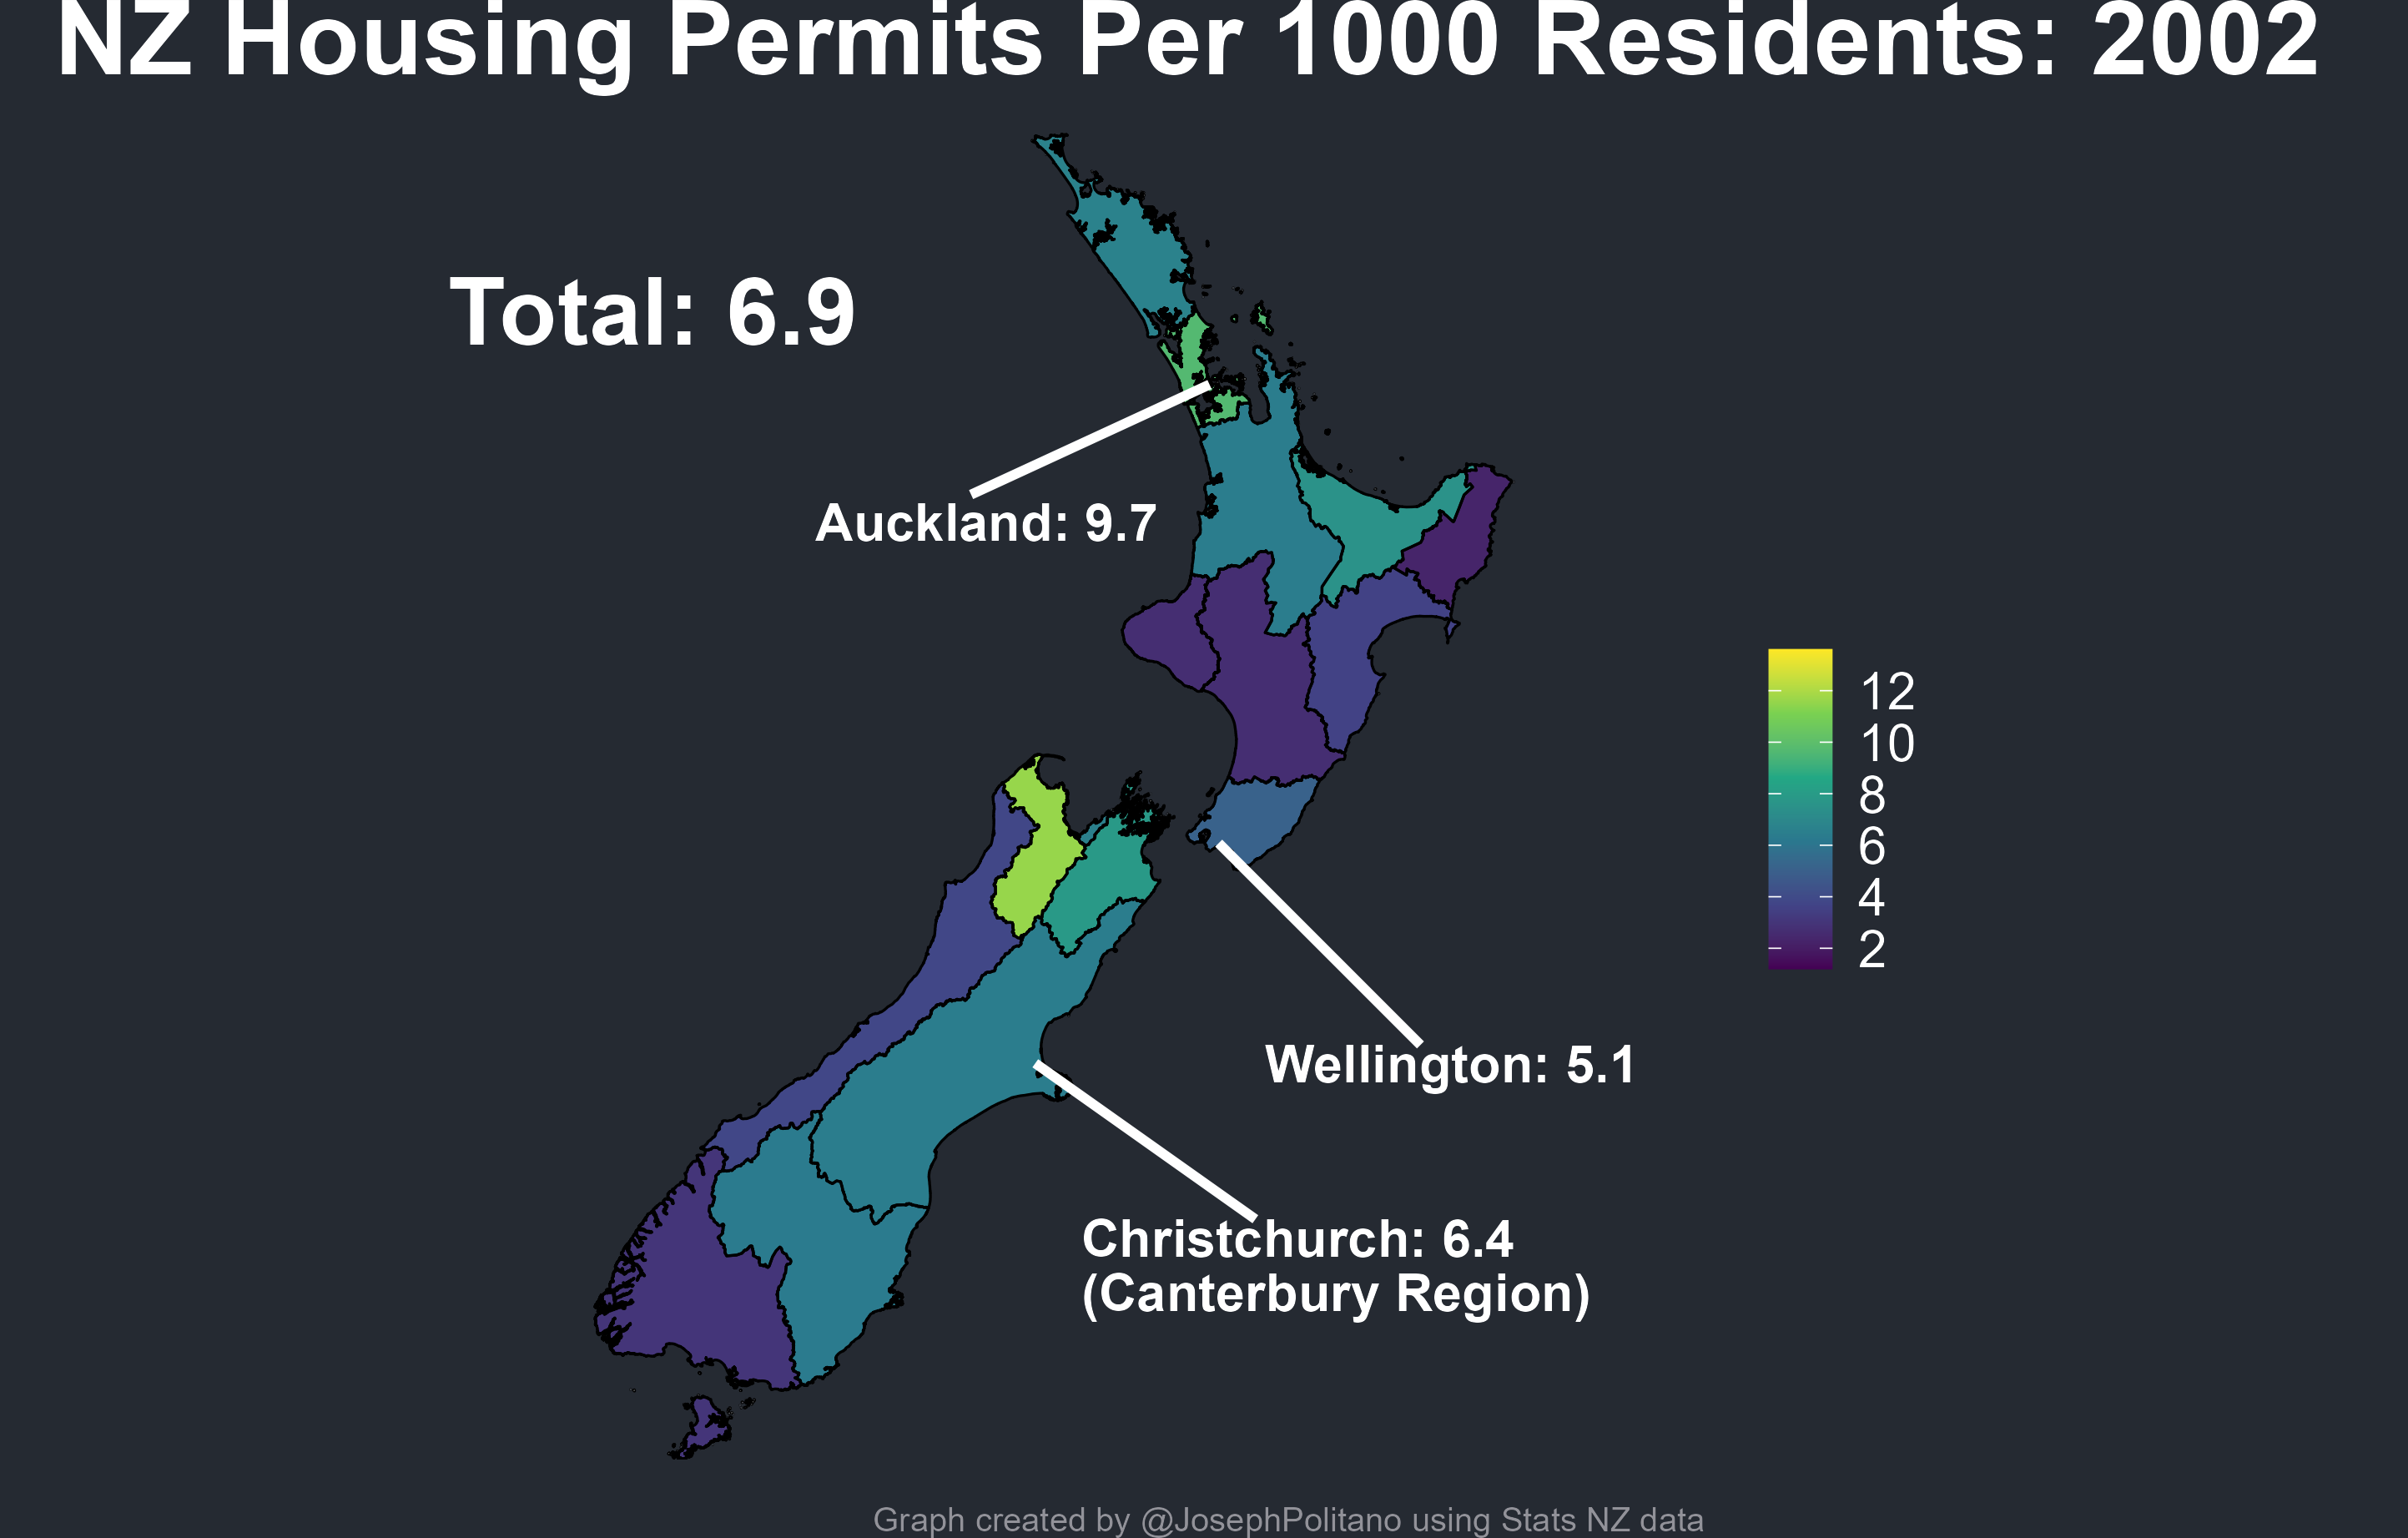 NZ Housing Permits Per 1000 Residents: 2002
Total: 6.9
Auckland: 9.7
12
10
8
6
4
2
Wellington: 5.1
Christchurch: 6.4
(Canterbury Region)
Graph created by @JosephPolitano using Stats NZ data